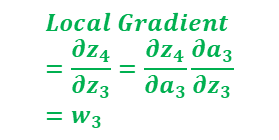 Local Gradient
= ∂z₄/∂z₃ = ∂z₄/∂a₃ ∂a₃/∂z₃
= w₃